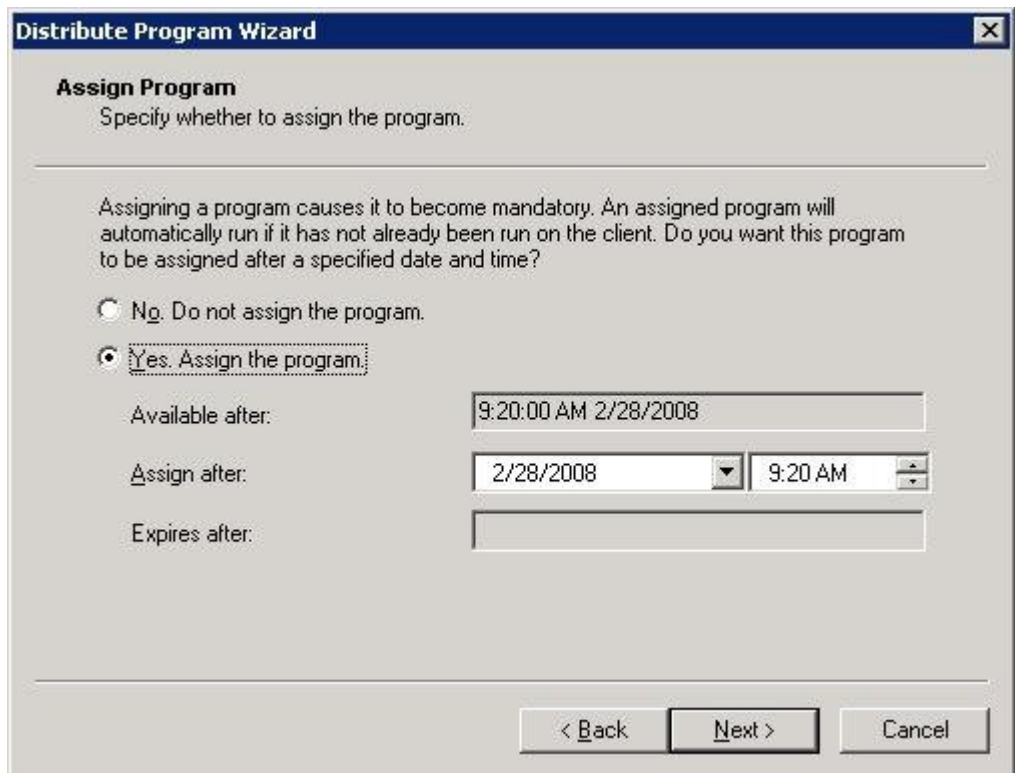 Distribute Program Wizard
Assign Program
Specify whether to assign the program.
Assigning a program causes it to become mandatory. An assigned program will
automatically run if it has not already been run on the client. Do you want this program
to be assigned after a specified date and time?
No. Do not assign the program.
Yes. Assign the program.
Available after: 9:20:00 AM 2/28/2008
Assign after: 2/28/2008 9:20 AM
Expires after:
< Back Next > Cancel